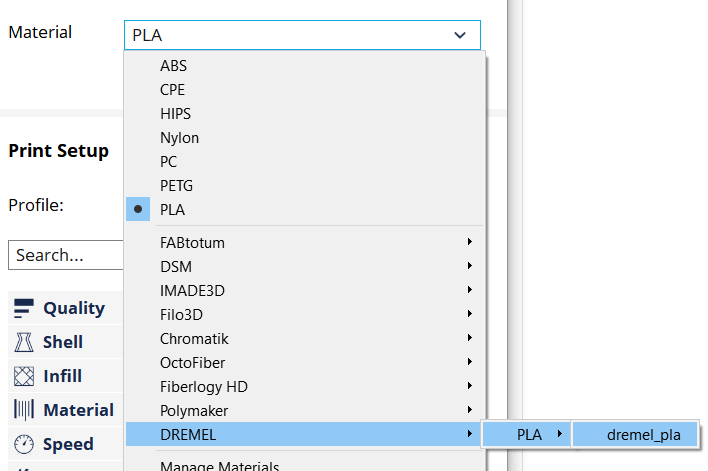 Material PLA
ABS
CPE
HIPS
Nylon
PC
PETG
PLA
Print Setup
Profile:
Search...
Quality
Shell
Infill
Material
Speed
FABtotum
DSM
IMADE3D
Filo3D
Chromatik
OctoFiber
Fiberlogy HD
Polymaker
DREMEL PLA dremel_pla
Manage Materials